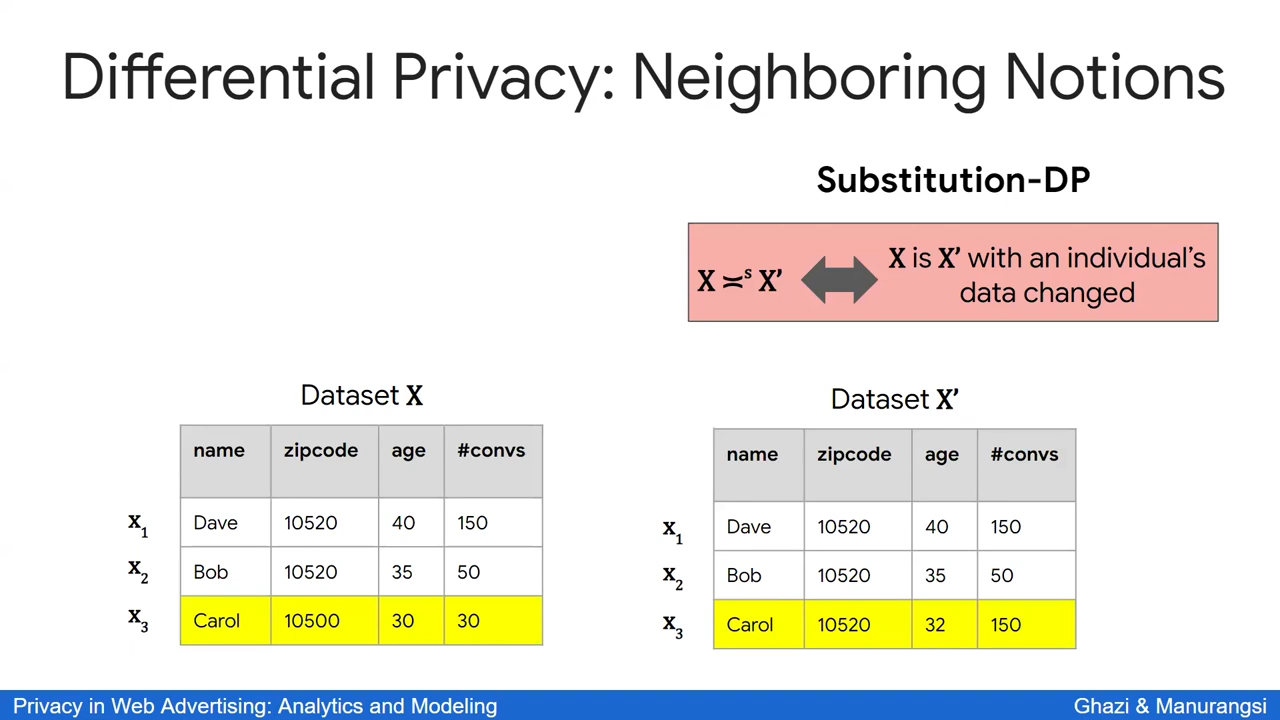 Differential Privacy: Neighboring Notions
Substitution-DP
X ≍ˢ X’
X is X’ with an individual’s
data changed
Dataset X
name zipcode age #convs
x₁ Dave 10520 40 150
x₂ Bob 10520 35 50
x₃ Carol 10500 30 30
Dataset X’
name zipcode age #convs
x₁ Dave 10520 40 150
x₂ Bob 10520 35 50
x₃ Carol 10520 32 150
Privacy in Web Advertising: Analytics and Modeling
Ghazi & Manurangsi